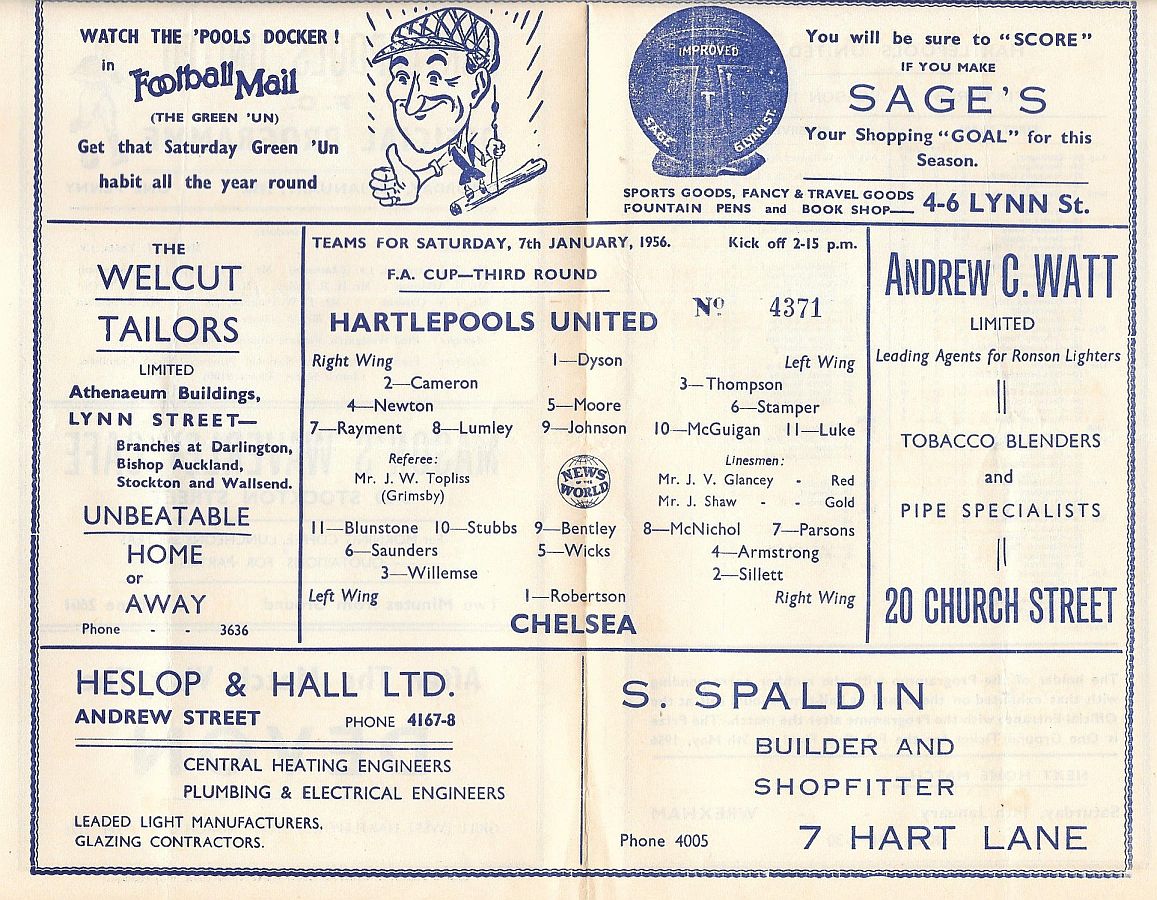 WATCH THE 'POOLS DOCKER!
in
Football Mail
(THE GREEN 'UN)
Get that Saturday Green 'Un
habit all the year round
IMPROVED
T
SAGE
GLYNN ST.
You will be sure to "SCORE"
IF YOU MAKE
SAGE'S
Your Shopping "GOAL" for this
Season.
SPORTS GOODS, FANCY & TRAVEL GOODS
FOUNTAIN PENS and BOOK SHOP—
4-6 LYNN St.
THE
WELCUT
TAILORS
LIMITED
Athenaeum Buildings,
LYNN STREET—
Branches at Darlington,
Bishop Auckland,
Stockton and Wallsend.
UNBEATABLE
HOME
or
AWAY
Phone - - 3636
TEAMS FOR SATURDAY, 7th JANUARY, 1956. Kick off 2-15 p.m.
F.A. CUP—THIRD ROUND
Nº 4371
HARTLEPOOLS UNITED
Right Wing 1—Dyson Left Wing
2—Cameron 3—Thompson
4—Newton 5—Moore 6—Stamper
7—Rayment 8—Lumley 9—Johnson 10—McGuigan 11—Luke
Referee:
Mr. J. W. Topliss
(Grimsby)
NEWS
OF THE
WORLD
Linesmen:
Mr. J. V. Glancey - Red
Mr. J. Shaw - - Gold
11—Blunstone 10—Stubbs 9—Bentley 8—McNichol 7—Parsons
6—Saunders 5—Wicks 4—Armstrong
3—Willemse 2—Sillett
Left Wing 1—Robertson Right Wing
CHELSEA
ANDREW C. WATT
LIMITED
Leading Agents for Ronson Lighters
TOBACCO BLENDERS
and
PIPE SPECIALISTS
20 CHURCH STREET
HESLOP & HALL LTD.
ANDREW STREET PHONE 4167-8
CENTRAL HEATING ENGINEERS
PLUMBING & ELECTRICAL ENGINEERS
LEADED LIGHT MANUFACTURERS.
GLAZING CONTRACTORS.
S. SPALDIN
BUILDER AND
SHOPFITTER
Phone 4005 7 HART LANE